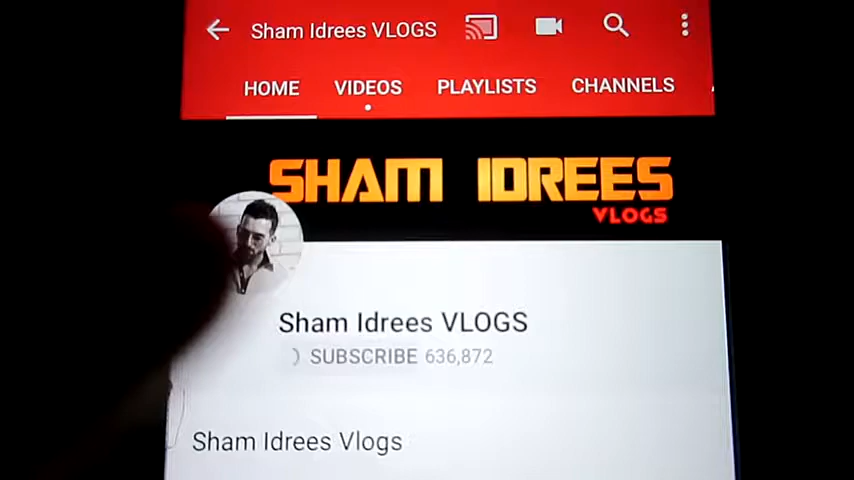 Sham Idrees VLOGS
HOME VIDEOS PLAYLISTS CHANNELS
SHAM IDREES
VLOGS
Sham Idrees VLOGS
SUBSCRIBE 636,872
Sham Idrees Vlogs